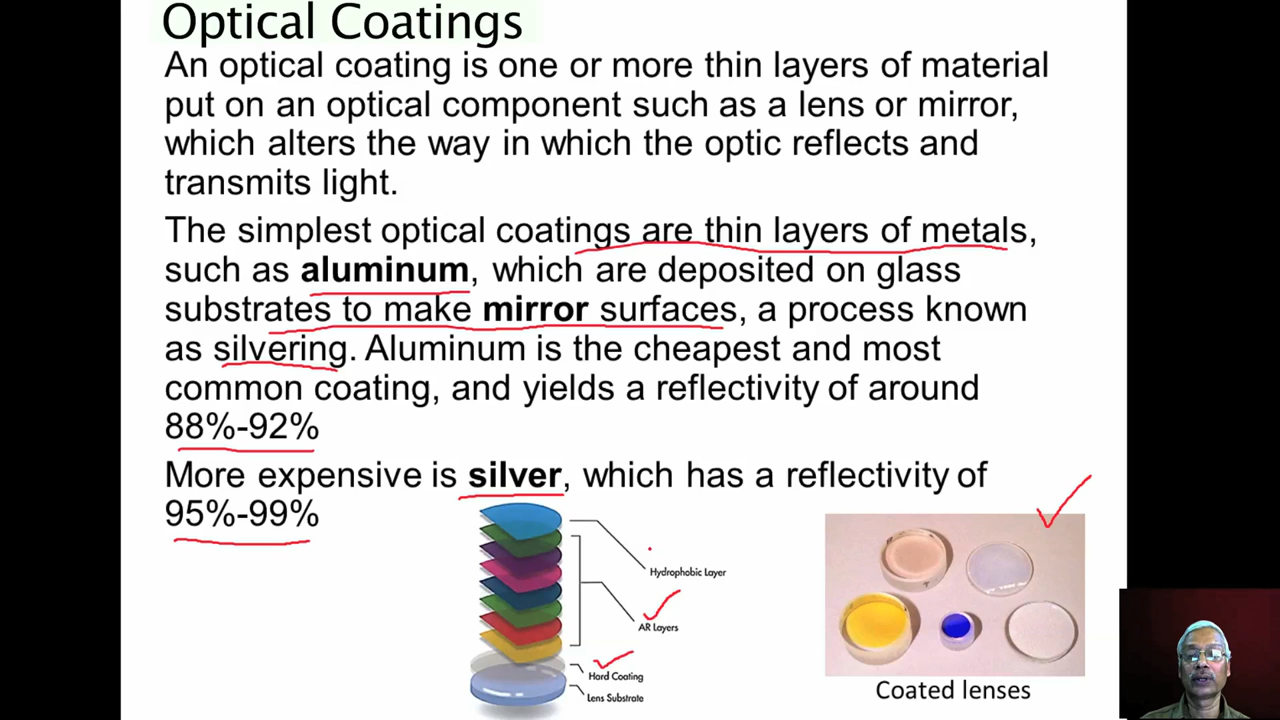 Optical Coatings
An optical coating is one or more thin layers of material
put on an optical component such as a lens or mirror,
which alters the way in which the optic reflects and
transmits light.
The simplest optical coatings are thin layers of metals,
such as aluminum, which are deposited on glass
substrates to make mirror surfaces, a process known
as silvering. Aluminum is the cheapest and most
common coating, and yields a reflectivity of around
88%-92%
More expensive is silver, which has a reflectivity of
95%-99%
Hydrophobic Layer
AR Layers
Hard Coating
Lens Substrate
Coated lenses